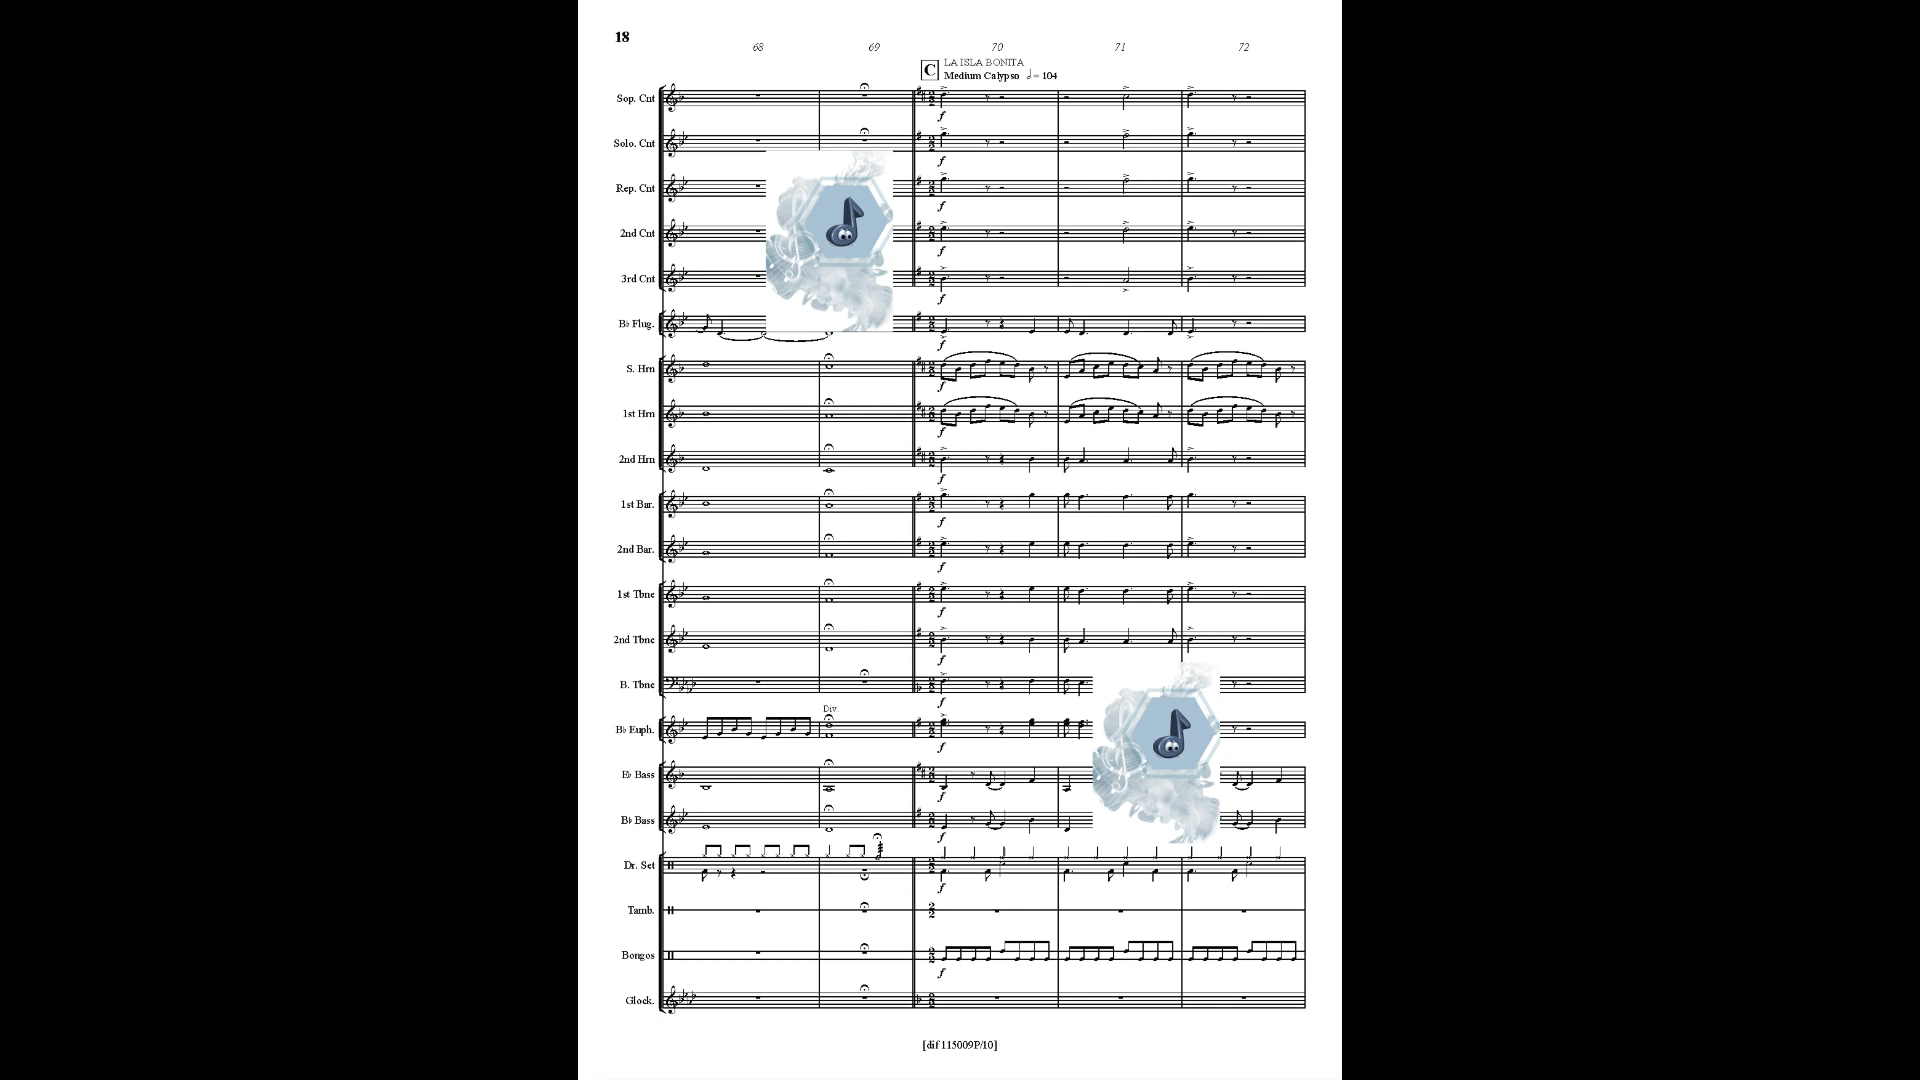 18
68 69 70 71 72
C LA ISLA BONITA
Medium Calypso 𝅗𝅥 = 104
Sop. Cnt
f
Solo. Cnt
f
Rep. Cnt
f
2nd Cnt
f
3rd Cnt
f
B♭ Flug.
f
S. Hrn
f
1st Hrn
f
2nd Hrn
f
1st Bar.
f
2nd Bar.
f
1st Tbne
f
2nd Tbne
f
B. Tbne
f
Div.
B♭ Euph.
f
E♭ Bass
f
B♭ Bass
f
Dr. Set
f
Tamb.
Bongos
f
Glock.
[dif 115009P/10]